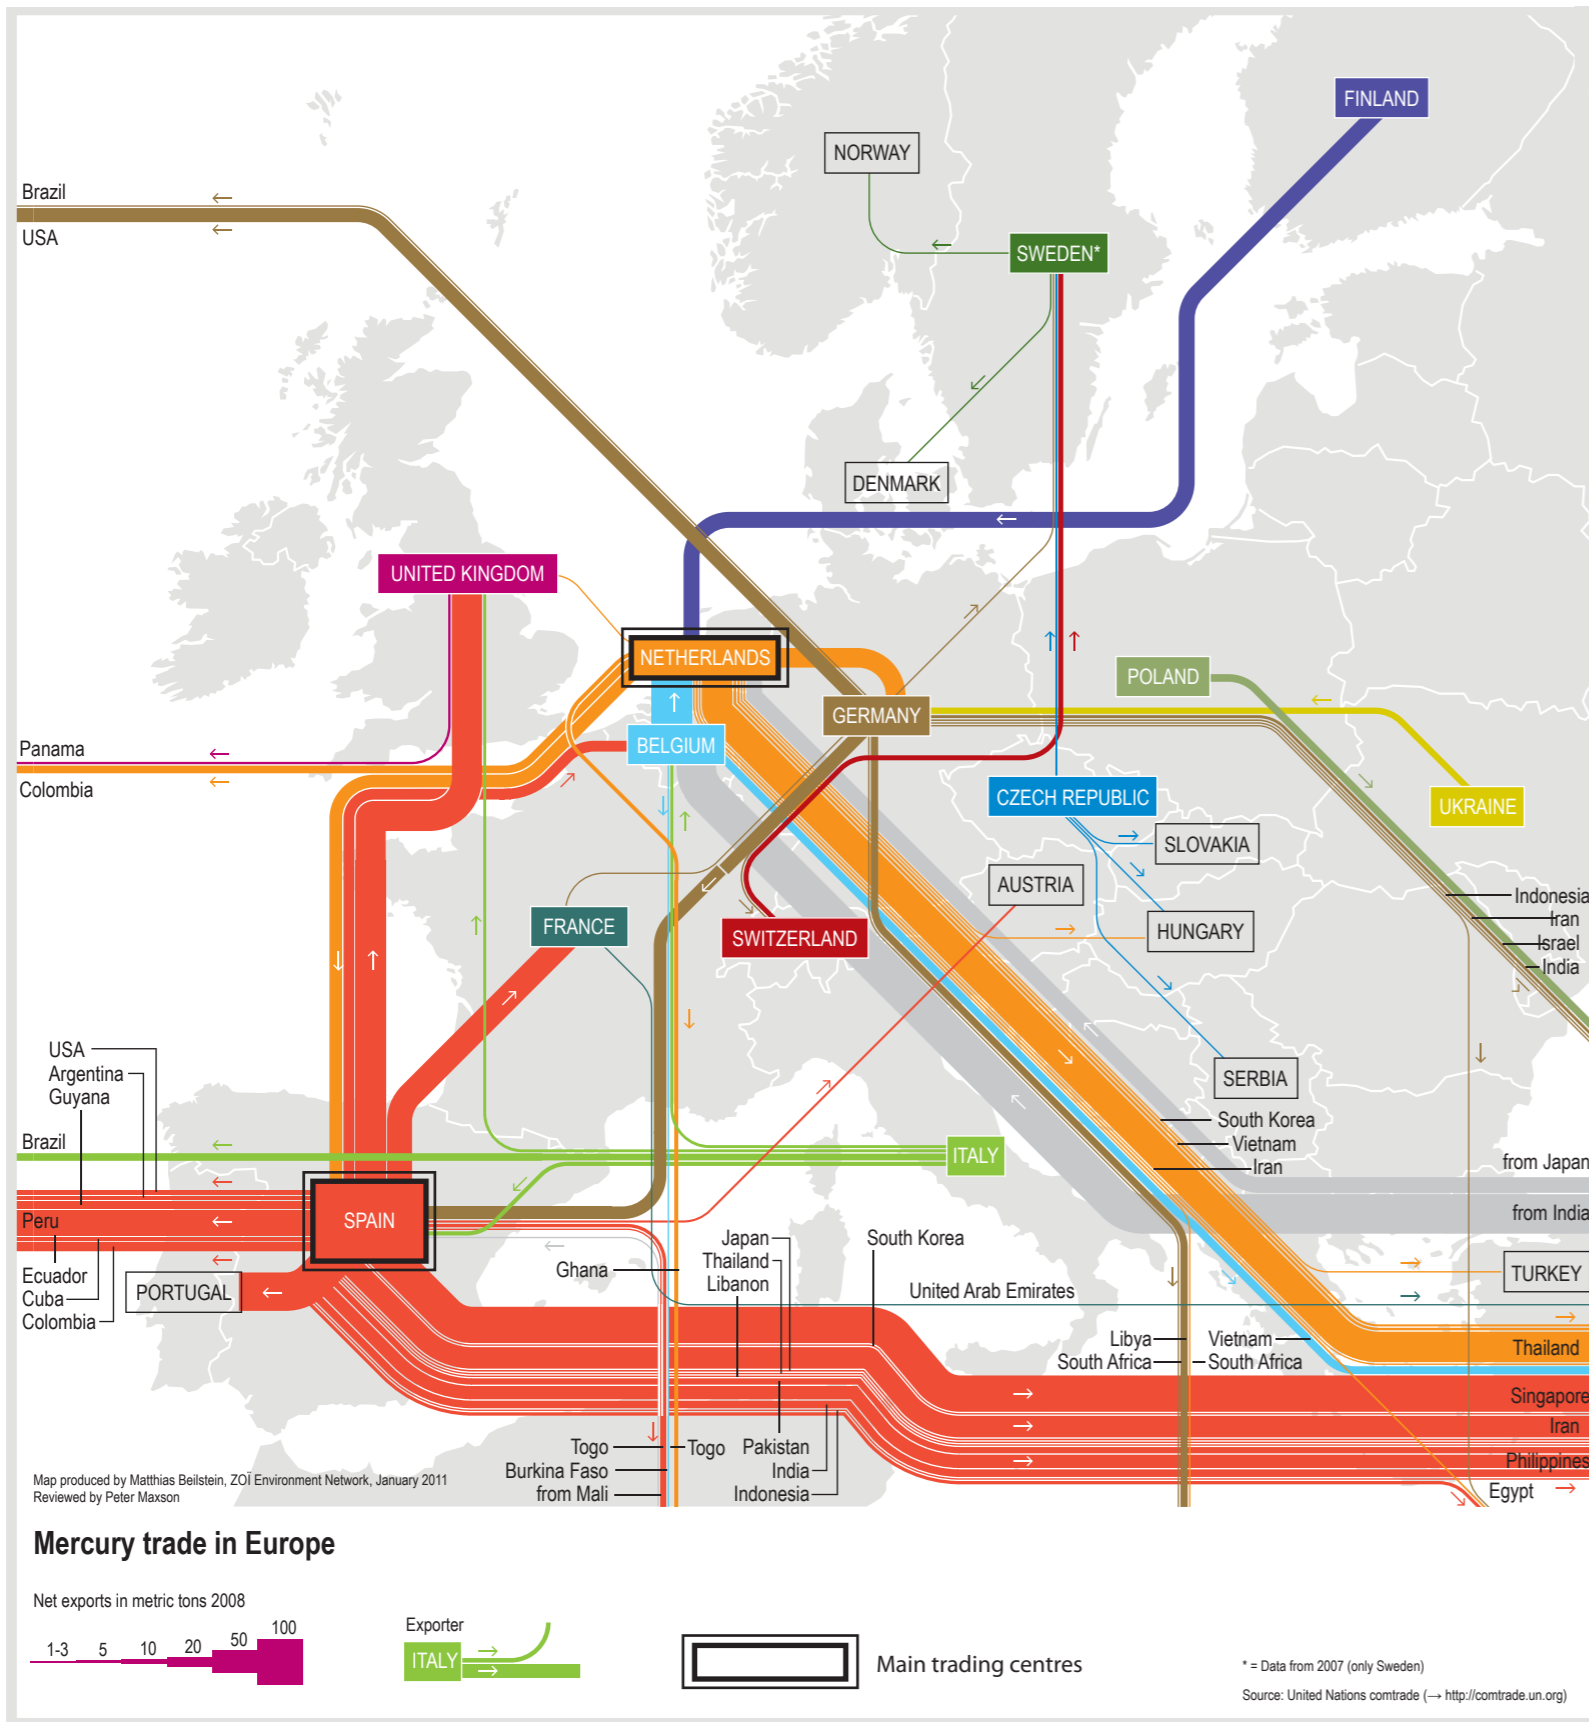 FINLAND
NORWAY
Brazil
USA
SWEDEN*
DENMARK
UNITED KINGDOM
NETHERLANDS
POLAND
GERMANY
BELGIUM
Panama
Colombia
CZECH REPUBLIC
UKRAINE
SLOVAKIA
AUSTRIA
Indonesia
Iran
Israel
India
FRANCE
SWITZERLAND
HUNGARY
USA
Argentina
Guyana
SERBIA
South Korea
Vietnam
Iran
Brazil
ITALY
from Japan
from India
Peru
SPAIN
Ecuador
Cuba
Colombia
PORTUGAL
Ghana
Japan
Thailand
Libanon
South Korea
United Arab Emirates
TURKEY
Libya
South Africa
Vietnam
South Africa
Thailand
Singapore
Iran
Philippines
Egypt
Togo
Burkina Faso
from Mali
Togo
Pakistan
India
Indonesia
Map produced by Matthias Beilstein, ZOÏ Environment Network, January 2011
Reviewed by Peter Maxson
Mercury trade in Europe
Net exports in metric tons 2008
1-3 5 10 20 50 100
Exporter
ITALY
Main trading centres
* = Data from 2007 (only Sweden)
Source: United Nations comtrade (→ http://comtrade.un.org)